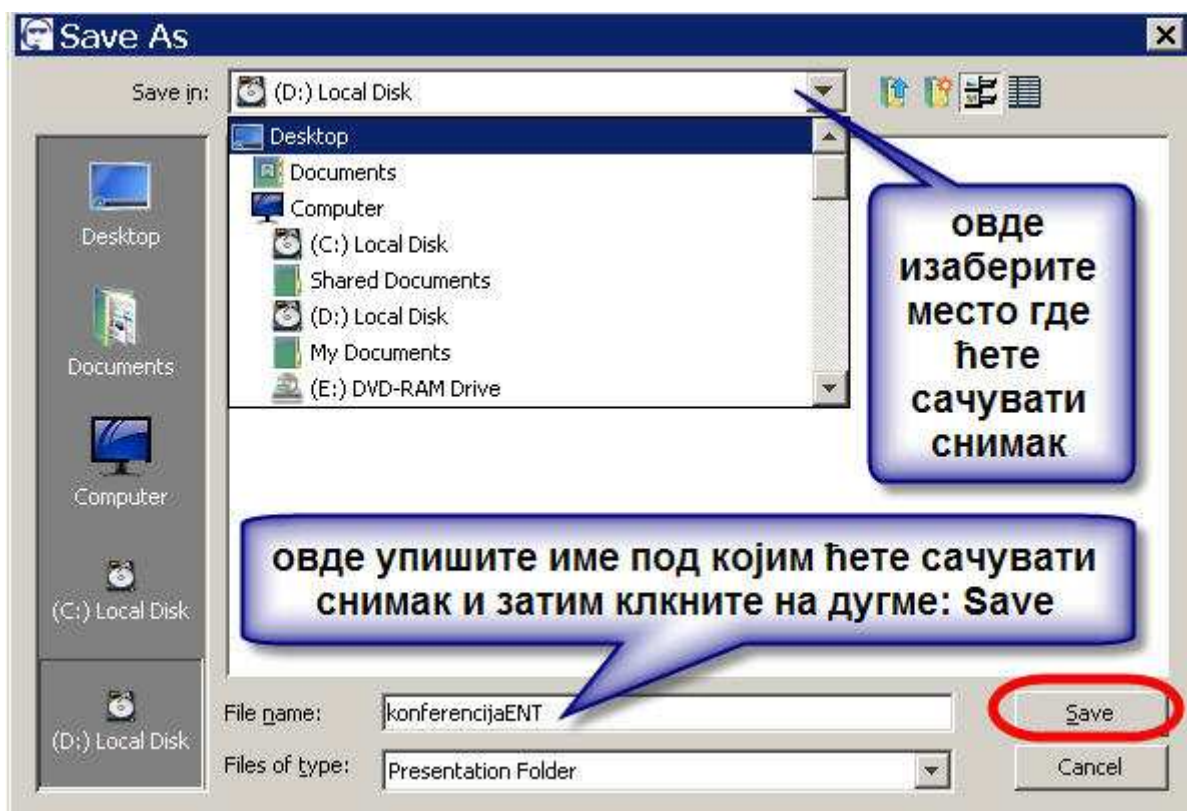 Save As
Save in:
(D:) Local Disk
Desktop
Documents
Computer
(C:) Local Disk
Shared Documents
(D:) Local Disk
My Documents
(E:) DVD-RAM Drive
Desktop
Documents
Computer
(C:) Local Disk
(D:) Local Disk
овде
изаберите
место где
ћете
сачувати
снимак
овде упишите име под којим ћете сачувати
снимак и затим клкните на дугме: Save
File name:
konferencijaENT
Save
Files of type:
Presentation Folder
Cancel